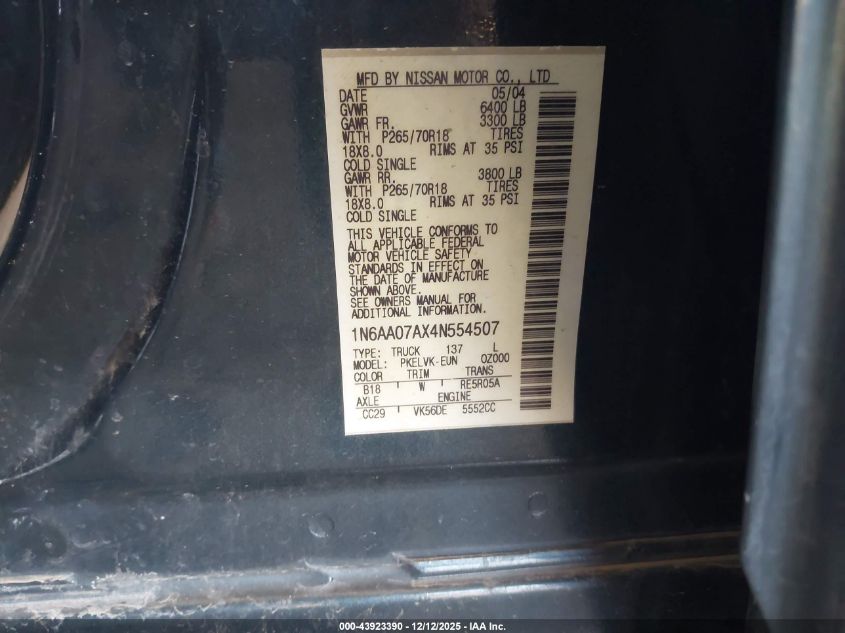 MFD BY NISSAN MOTOR CO., LTD
DATE 05/04
GVWR 6400 LB
GAWR FR. 3300 LB
WITH P265/70R18 TIRES
18X8.0 RIMS AT 35 PSI
COLD SINGLE
GAWR RR. 3800 LB
WITH P265/70R18 TIRES
18X8.0 RIMS AT 35 PSI
COLD SINGLE
THIS VEHICLE CONFORMS TO
ALL APPLICABLE FEDERAL
MOTOR VEHICLE SAFETY
STANDARDS IN EFFECT ON
THE DATE OF MANUFACTURE
SHOWN ABOVE.
SEE OWNERS MANUAL FOR
ADDITIONAL INFORMATION.
1N6AA07AX4N554507
TYPE: TRUCK 137 L
MODEL: PKELVK-EUN 0Z000
COLOR TRIM TRANS
B18 W RE5R05A
AXLE ENGINE
CC29 VK56DE 5552CC
000-43923390 - 12/12/2025 - IAA Inc.